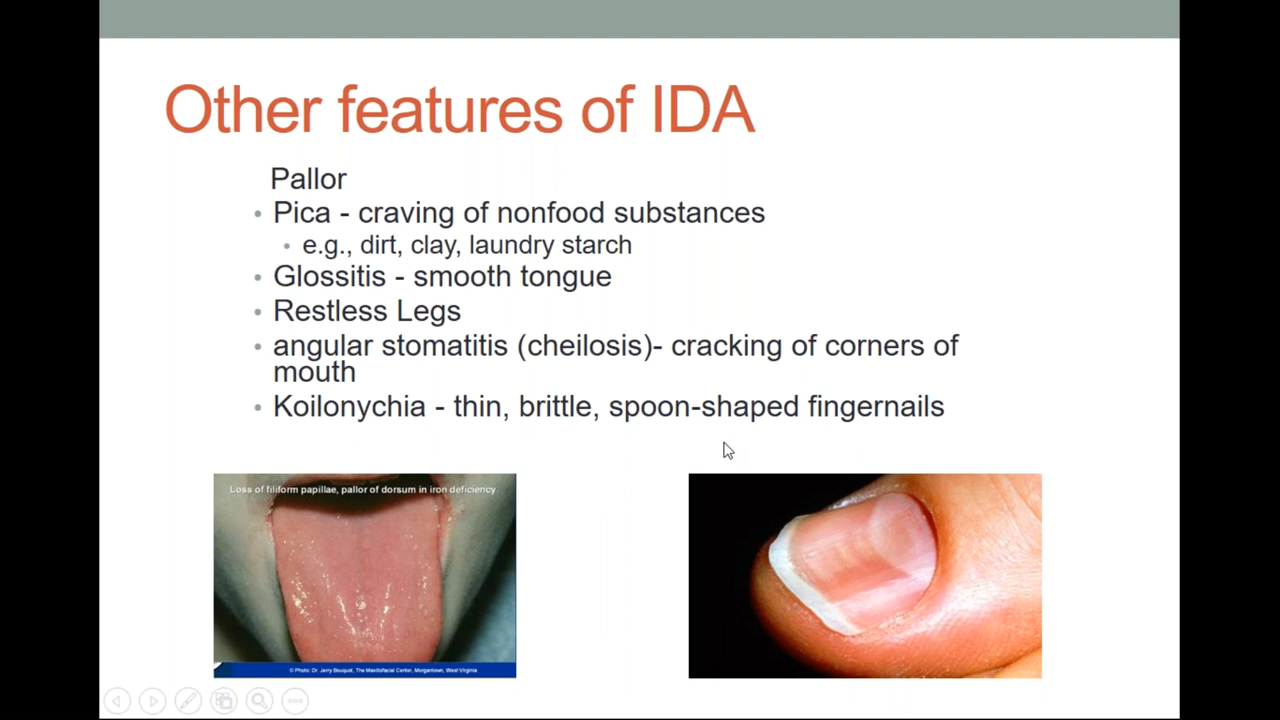 Other features of IDA
Pallor
• Pica - craving of nonfood substances
• e.g., dirt, clay, laundry starch
• Glossitis - smooth tongue
• Restless Legs
• angular stomatitis (cheilosis)- cracking of corners of
mouth
• Koilonychia - thin, brittle, spoon-shaped fingernails
Loss of filiform papillae, pallor of dorsum in iron deficiency
© Photo: Dr. Jerry Bouquot, The Maxillofacial Center, Morgantown, West Virginia